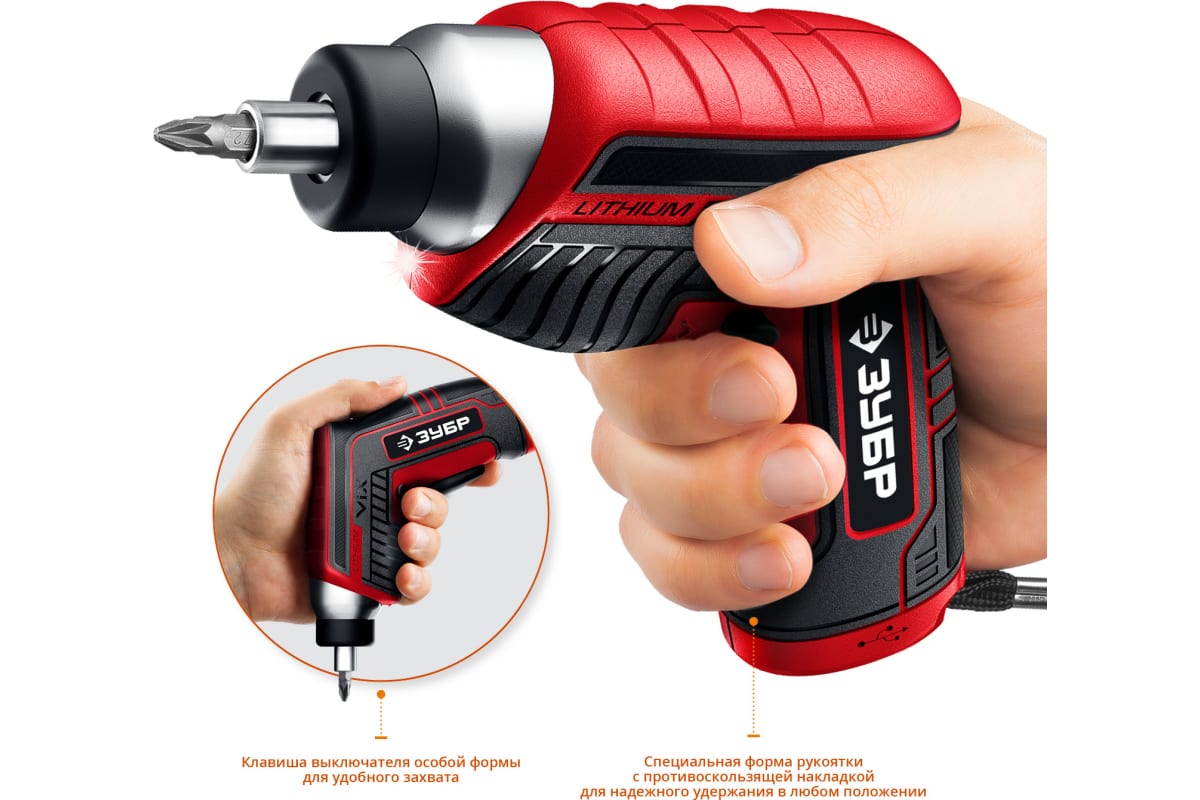 72
LITHIUM
ЗУБР
ЗУБР
Клавиша выключателя особой формы
для удобного захвата
Специальная форма рукоятки
с противоскользящей накладкой
для надежного удержания в любом положении